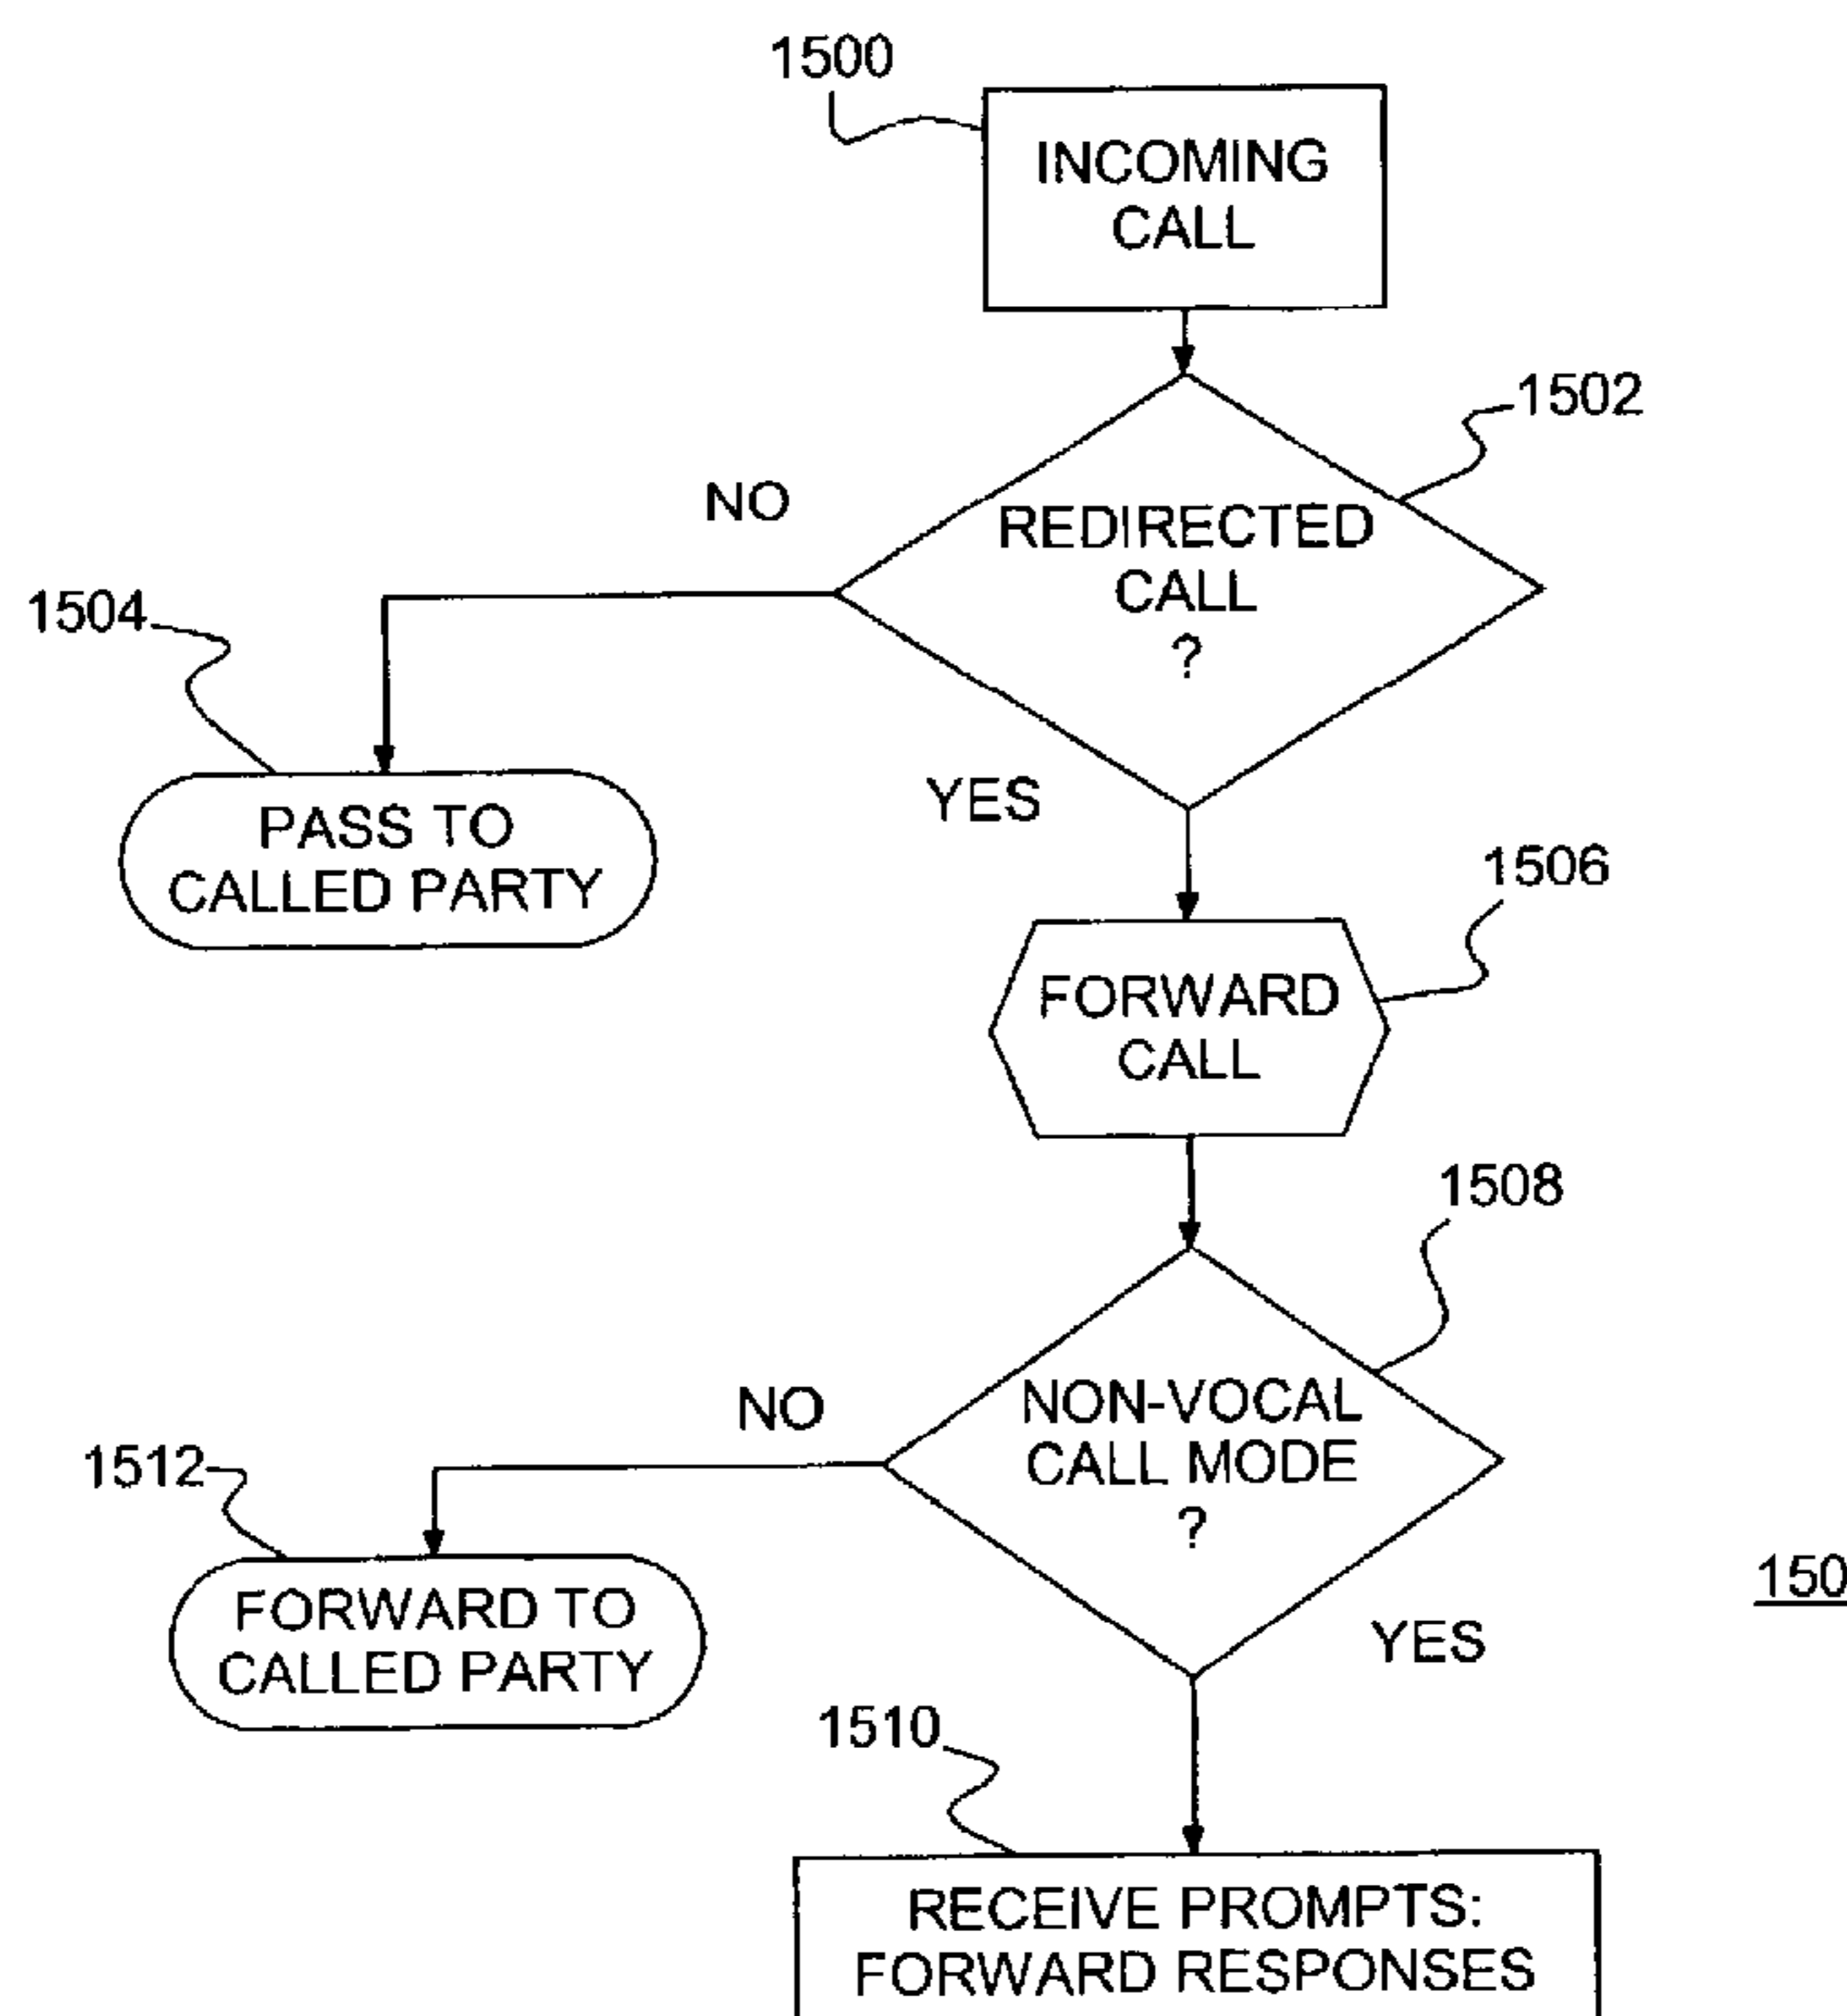 1500
INCOMING
CALL
1502
NO
REDIRECTED
CALL
?
1504
YES
PASS TO
CALLED PARTY
1506
FORWARD
CALL
1508
NO
NON-VOCAL
CALL MODE
?
1512
FORWARD TO
CALLED PARTY
YES
1510
RECEIVE PROMPTS:
FORWARD RESPONSES